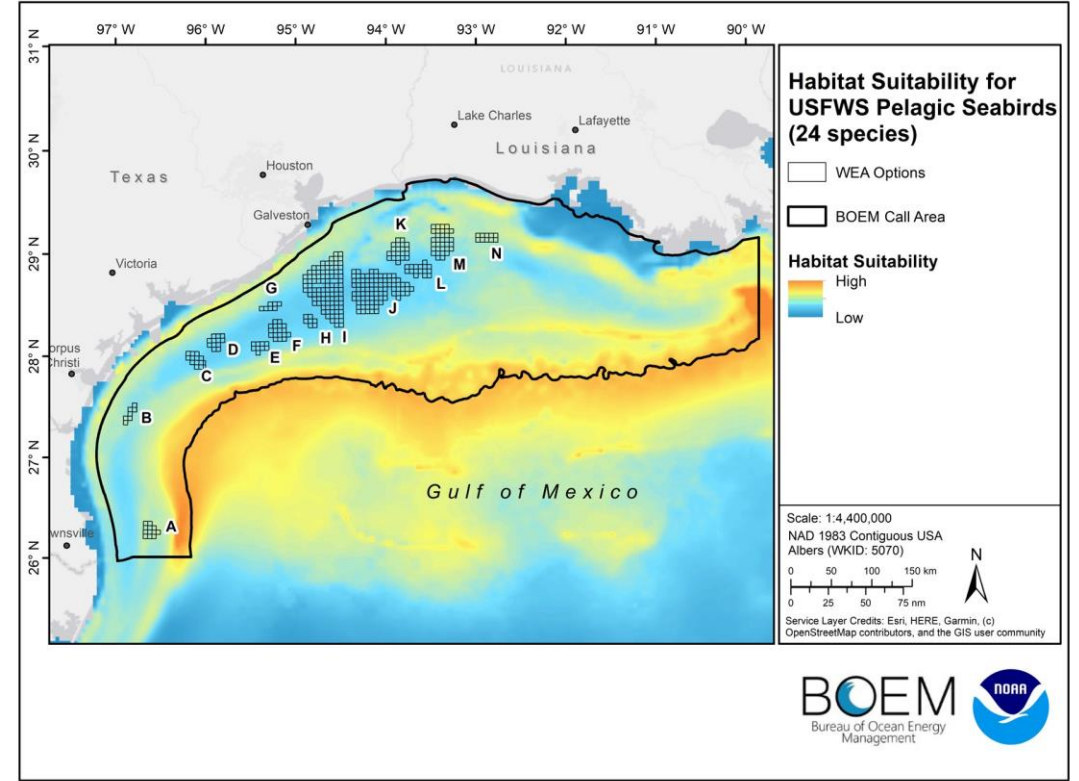 97° W 96° W 95° W 94° W 93° W 92° W 91° W 90° W
31° N
30° N
29° N
28° N
27° N
26° N
LOUISIANA
Lake Charles
Lafayette
Louisiana
Texas
Houston
Galveston
Victoria
orpus
Christi
wnsville
K
N
M
L
G
J
H
I
F
D
E
C
B
A
Gulf of Mexico
Habitat Suitability for
USFWS Pelagic Seabirds
(24 species)
WEA Options
BOEM Call Area
Habitat Suitability
High
Low
Scale: 1:4,400,000
NAD 1983 Contiguous USA
Albers (WKID: 5070)
N
0 50 100 150 km
0 25 50 75 nm
Service Layer Credits: Esri, HERE, Garmin, (c)
OpenStreetMap contributors, and the GIS user community
BOEM
Bureau of Ocean Energy
Management
NOAA